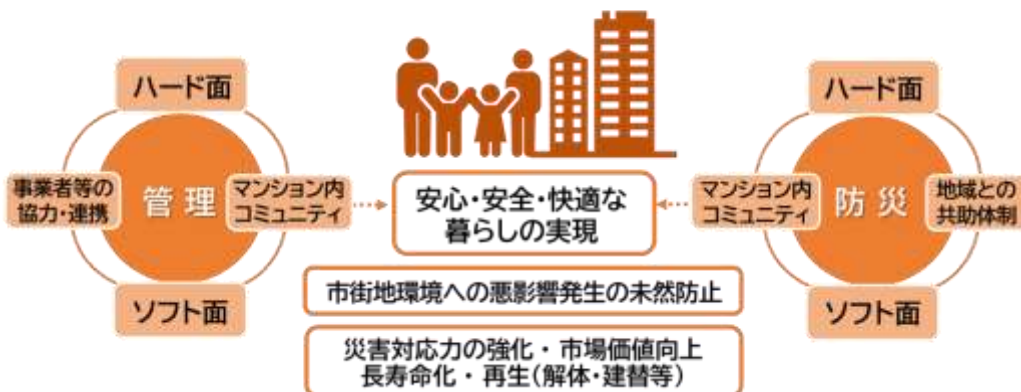 ハード面
事業者等の
協力・連携
管理
マンション内
コミュニティ
ソフト面
安心・安全・快適な
暮らしの実現
市街地環境への悪影響発生の未然防止
災害対応力の強化・市場価値向上
長寿命化・再生(解体・建替等)
ハード面
マンション内
コミュニティ
防災
地域との
共助体制
ソフト面